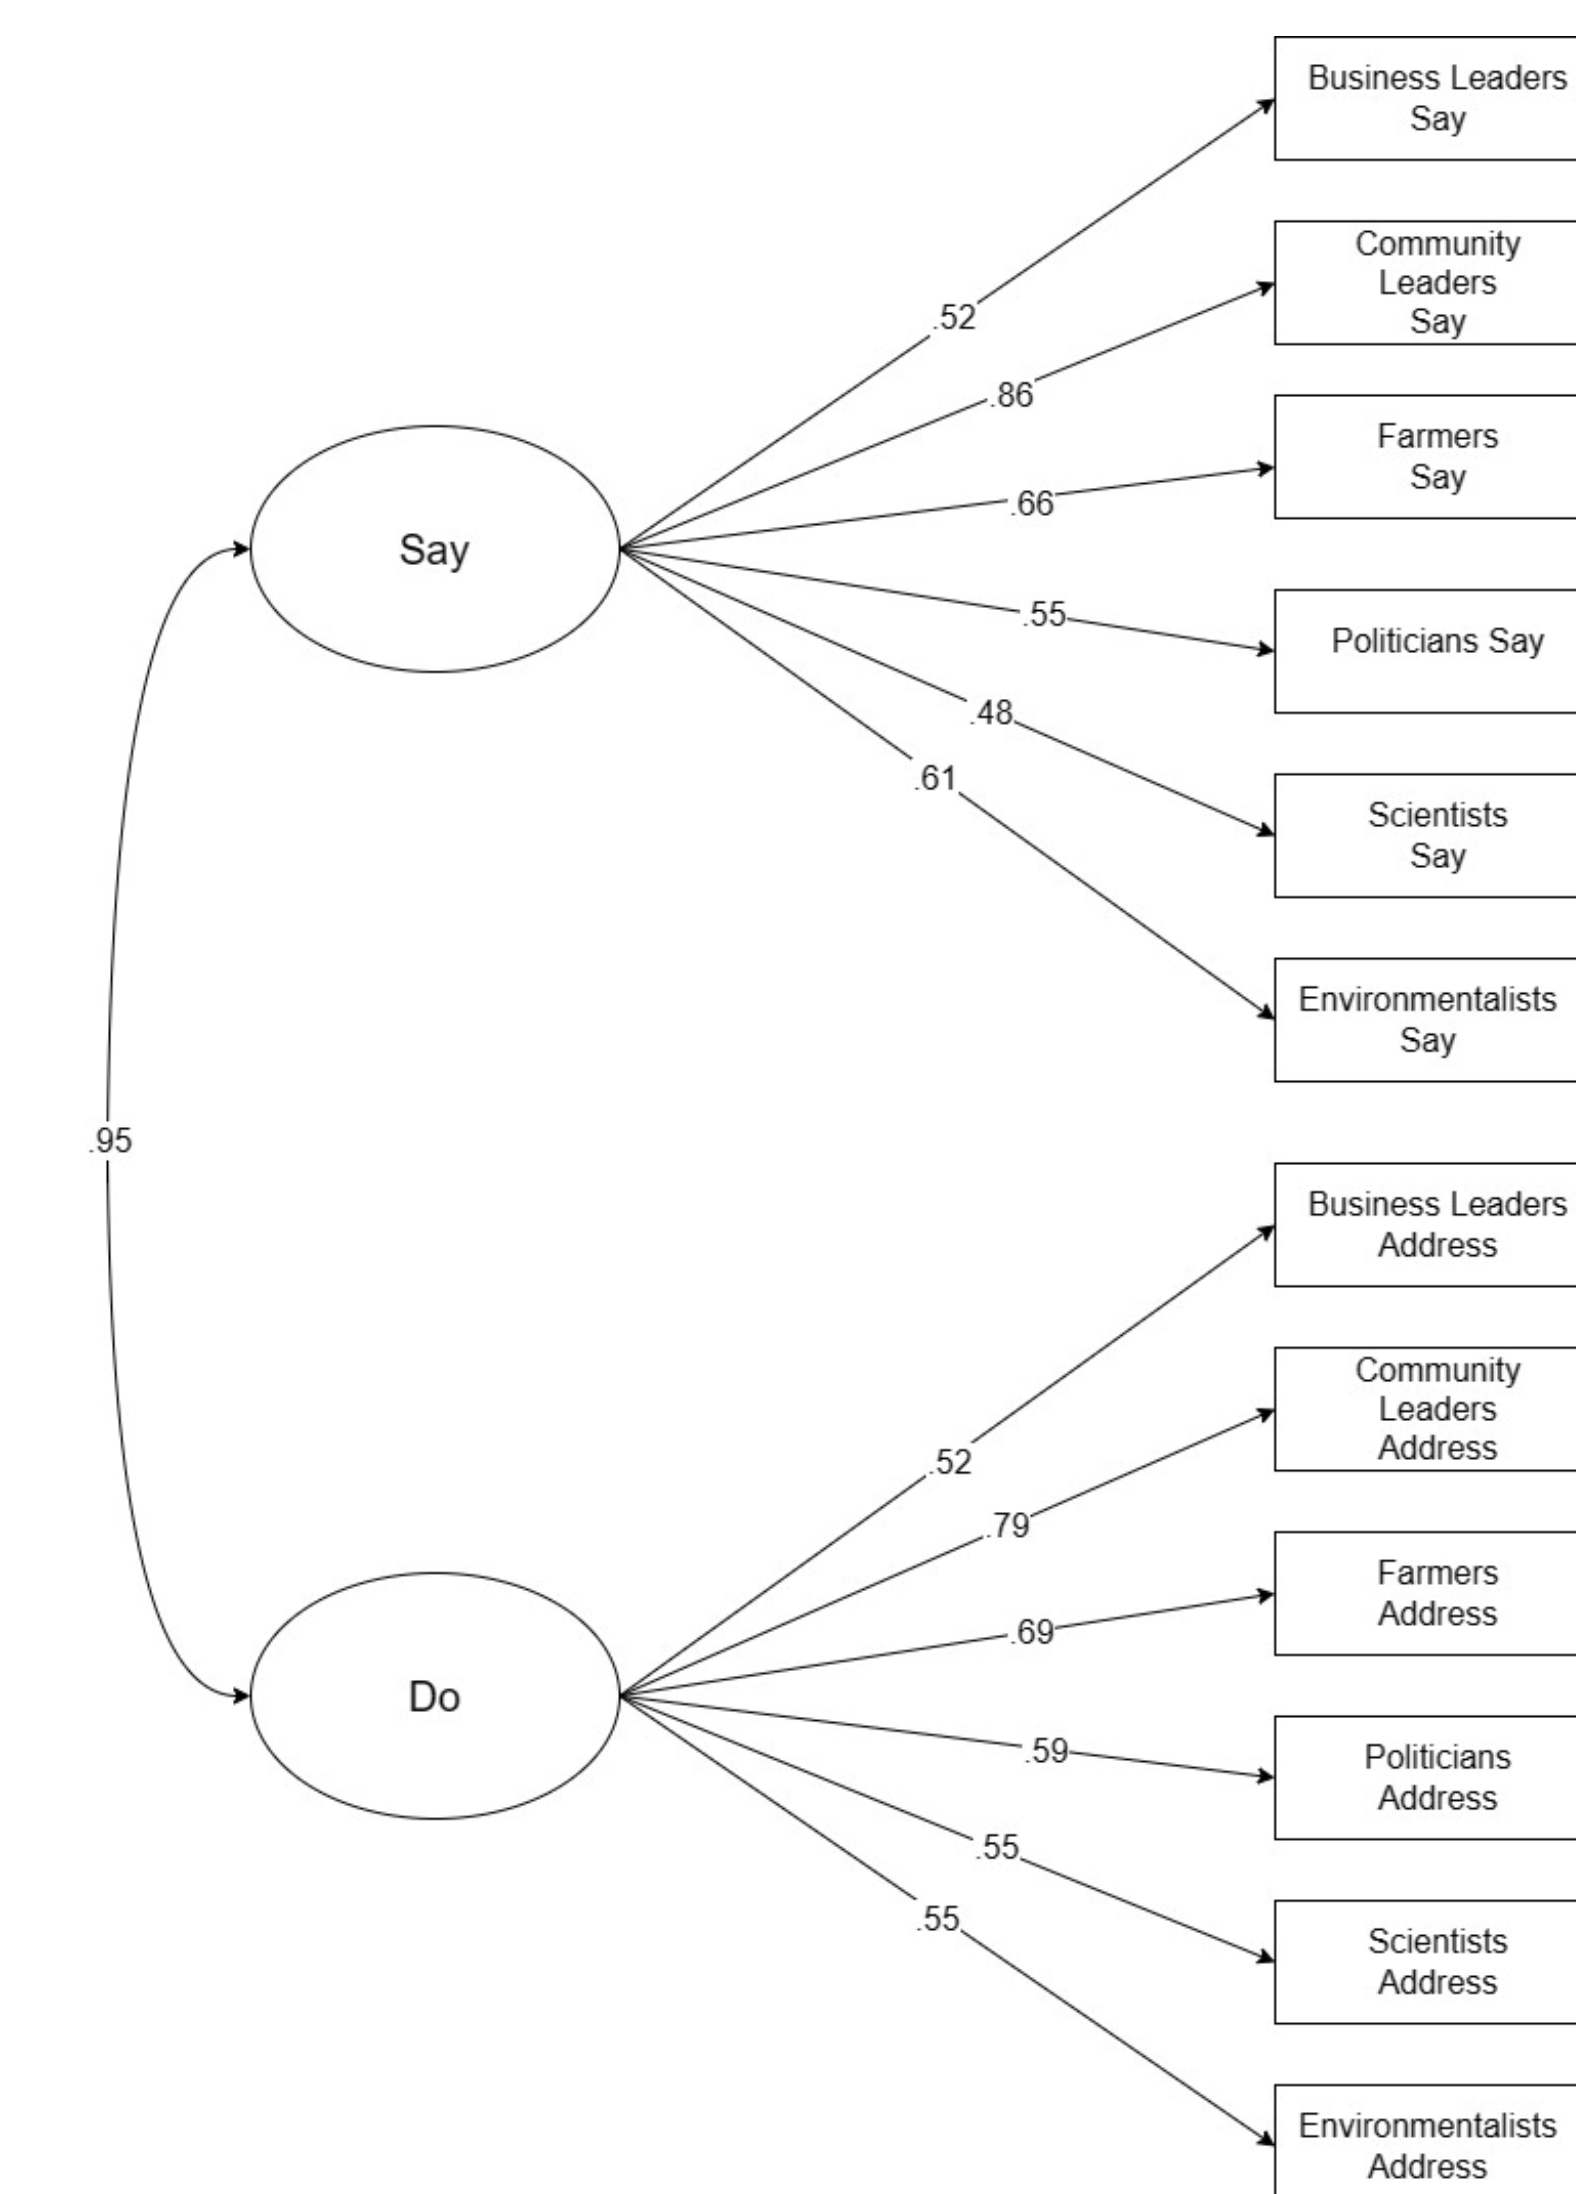 Business Leaders
Say
.52
Community
Leaders
Say
.86
Farmers
Say
.66
Say
.55
Politicians Say
.48
Scientists
Say
.61
Environmentalists
Say
.95
Business Leaders
Address
.52
Community
Leaders
Address
.79
Farmers
Address
.69
Do
.59
Politicians
Address
.55
Scientists
Address
.55
Environmentalists
Address